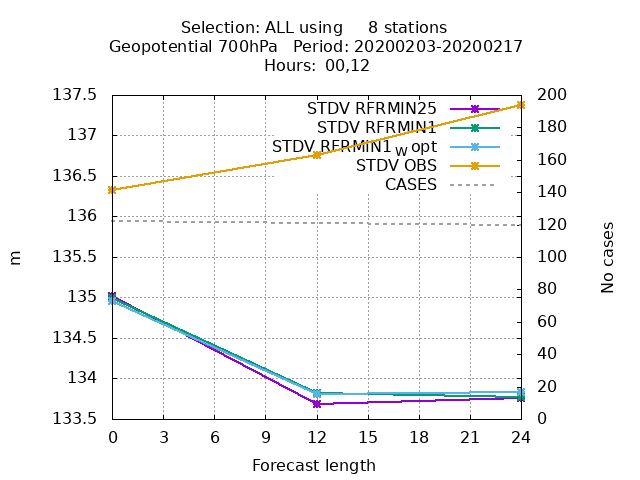 Selection: ALL using 8 stations
Geopotential 700hPa Period: 20200203-20200217
Hours: 00,12
137.5
137
136.5
136
135.5
135
134.5
134
133.5
m
STDV RFRMIN25
STDV RFRMIN1
STDV RFRMIN1_w opt
STDV OBS
CASES
200
180
160
140
120
100
80
60
40
20
0
No cases
0 3 6 9 12 15 18 21 24
Forecast length